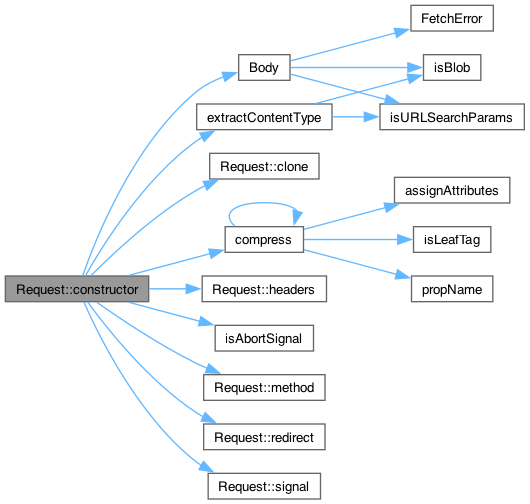 FetchError
Body
isBlob
extractContentType
isURLSearchParams
Request::clone
assignAttributes
compress
isLeafTag
Request::constructor
Request::headers
propName
isAbortSignal
Request::method
Request::redirect
Request::signal